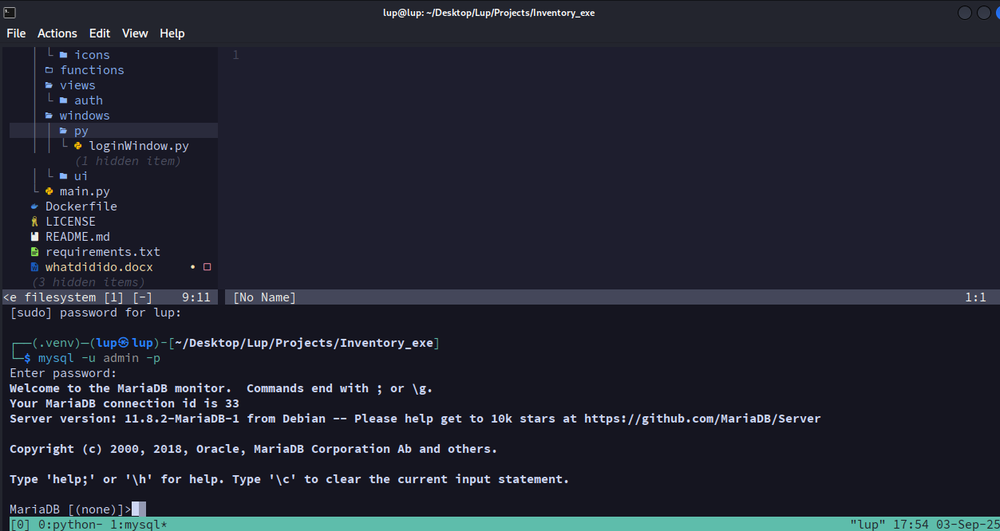 lup@lup: ~/Desktop/Lup/Projects/Inventory_exe
File Actions Edit View Help
icons
functions
views
auth
windows
py
loginWindow.py
(1 hidden item)
ui
main.py
Dockerfile
LICENSE
README.md
requirements.txt
whatdidido.docx
(3 hidden items)
<e filesystem [1] [-] 9:11
1
[No Name] 1:1
[sudo] password for lup:
┌──(.venv)─(lup㉿lup)-[~/Desktop/Lup/Projects/Inventory_exe]
└─$ mysql -u admin -p
Enter password:
Welcome to the MariaDB monitor.  Commands end with ; or \g.
Your MariaDB connection id is 33
Server version: 11.8.2-MariaDB-1 from Debian -- Please help get to 10k stars at https://github.com/MariaDB/Server
Copyright (c) 2000, 2018, Oracle, MariaDB Corporation Ab and others.
Type 'help;' or '\h' for help. Type '\c' to clear the current input statement.
MariaDB [(none)]>
[0] 0:python- 1:mysql* "lup" 17:54 03-Sep-25